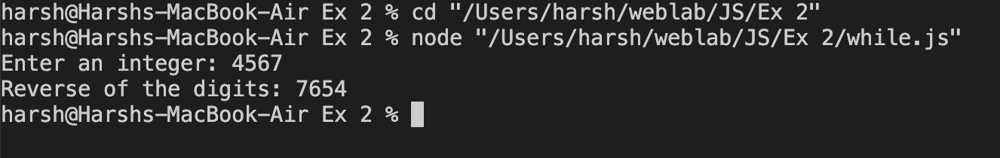 harsh@Harshs-MacBook-Air Ex 2 % cd "/Users/harsh/weblab/JS/Ex 2"
harsh@Harshs-MacBook-Air Ex 2 % node "/Users/harsh/weblab/JS/Ex 2/while.js"
Enter an integer: 4567
Reverse of the digits: 7654
harsh@Harshs-MacBook-Air Ex 2 %